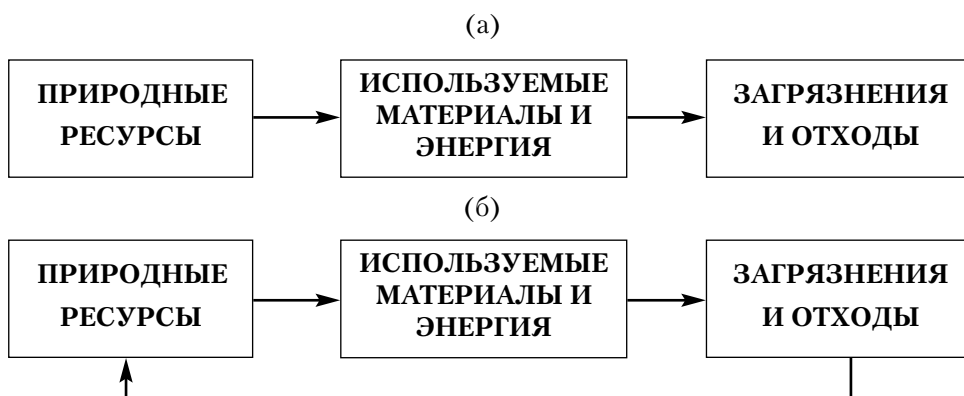 (а)
ПРИРОДНЫЕ
РЕСУРСЫ
ИСПОЛЬЗУЕМЫЕ
МАТЕРИАЛЫ И
ЭНЕРГИЯ
ЗАГРЯЗНЕНИЯ
И ОТХОДЫ
(б)
ПРИРОДНЫЕ
РЕСУРСЫ
ИСПОЛЬЗУЕМЫЕ
МАТЕРИАЛЫ И
ЭНЕРГИЯ
ЗАГРЯЗНЕНИЯ
И ОТХОДЫ